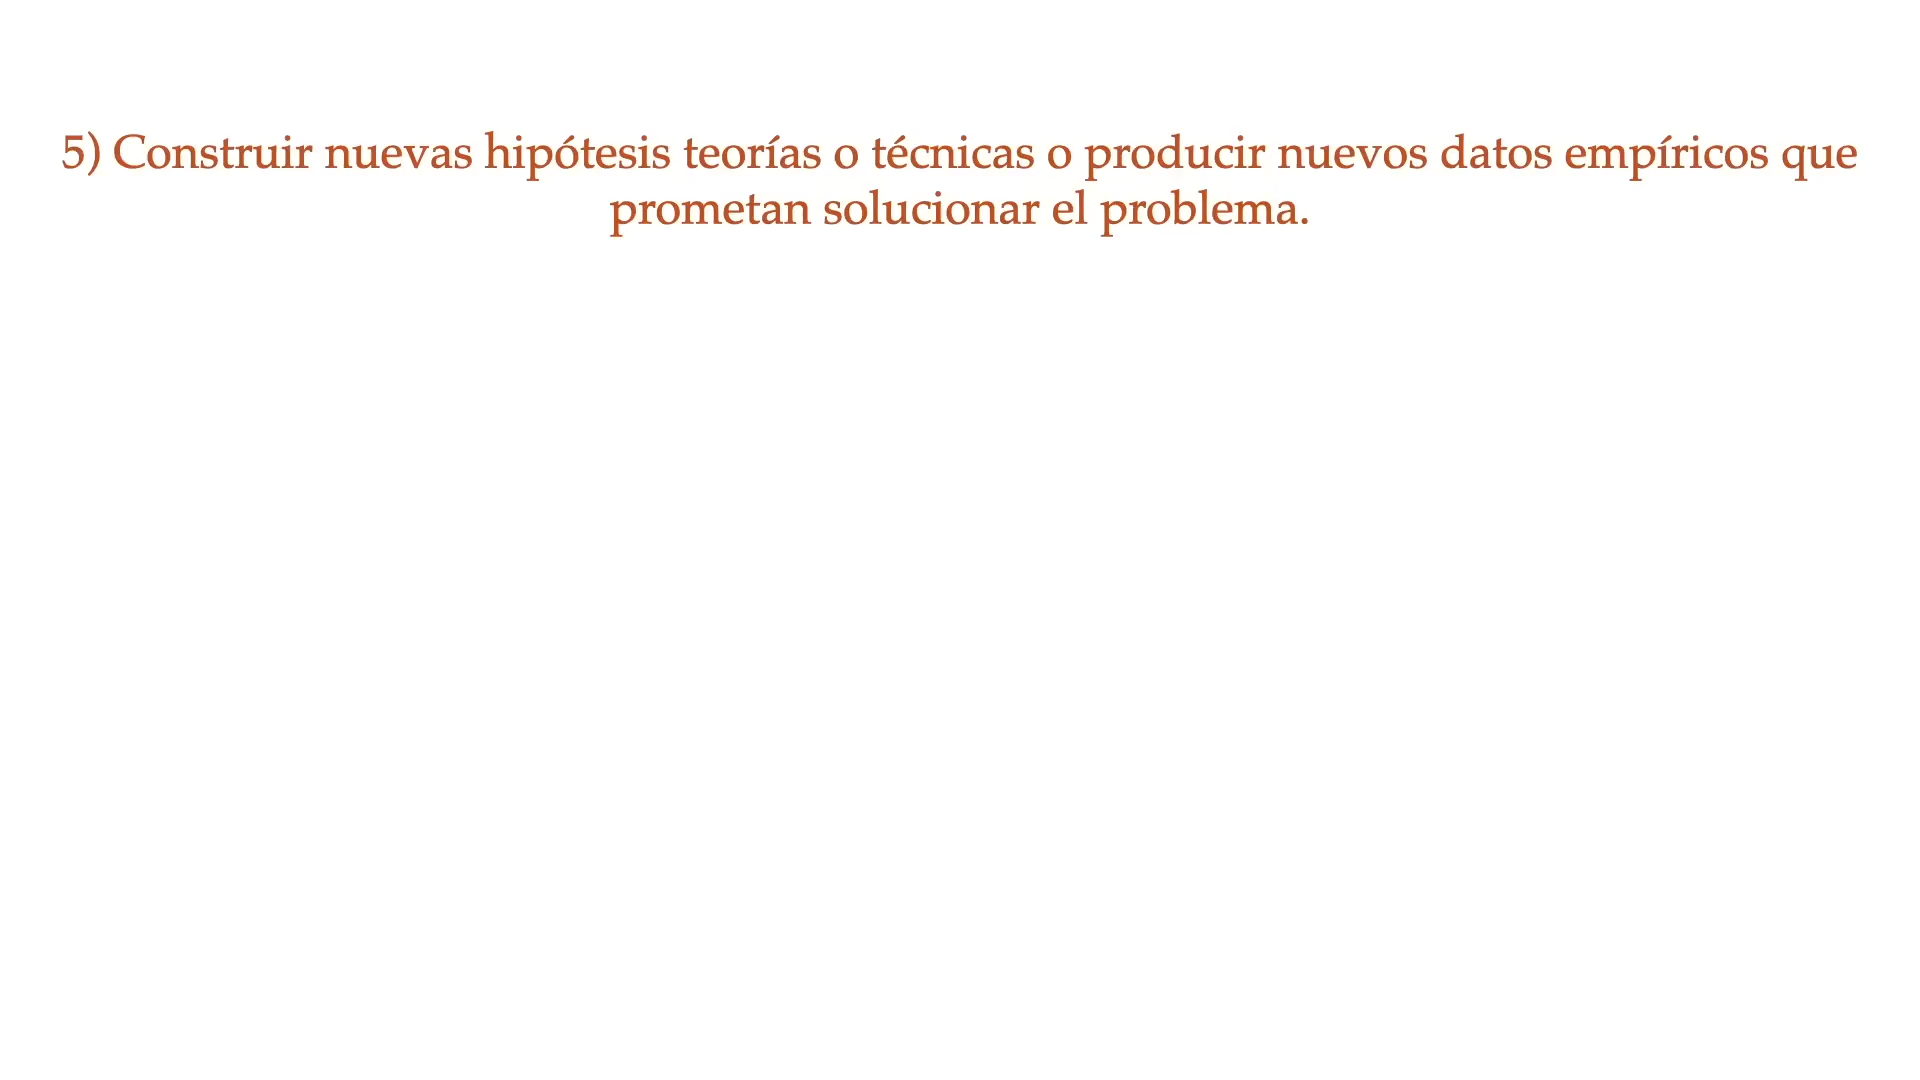 5) Construir nuevas hipótesis teorías o técnicas o producir nuevos datos empíricos que
prometan solucionar el problema.